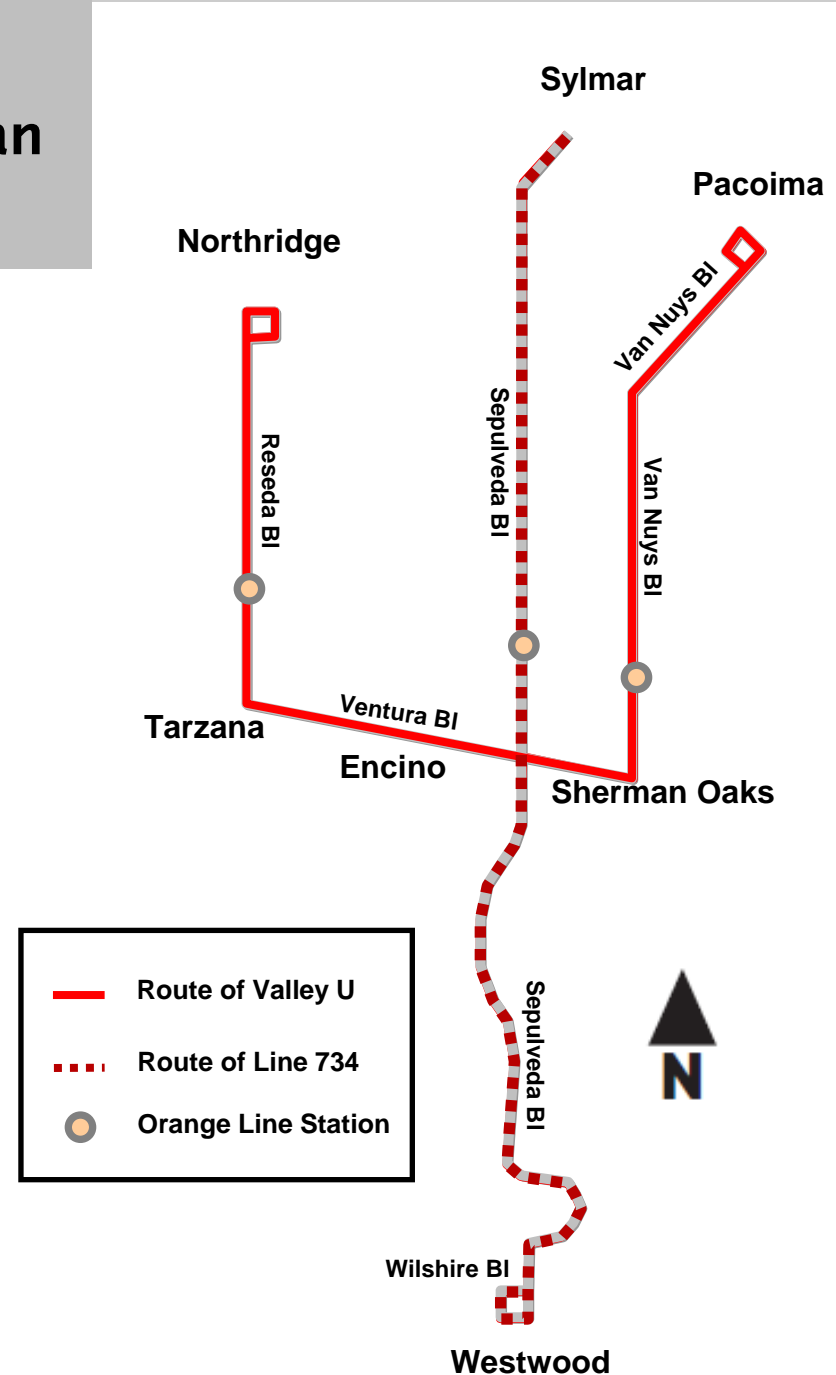 an
Sylmar
Pacoima
Northridge
Van Nuys Bl
Sepulveda Bl
Reseda Bl
Van Nuys Bl
Ventura Bl
Tarzana
Encino
Sherman Oaks
Route of Valley U
Route of Line 734
Orange Line Station
Sepulveda Bl
N
Wilshire Bl
Westwood